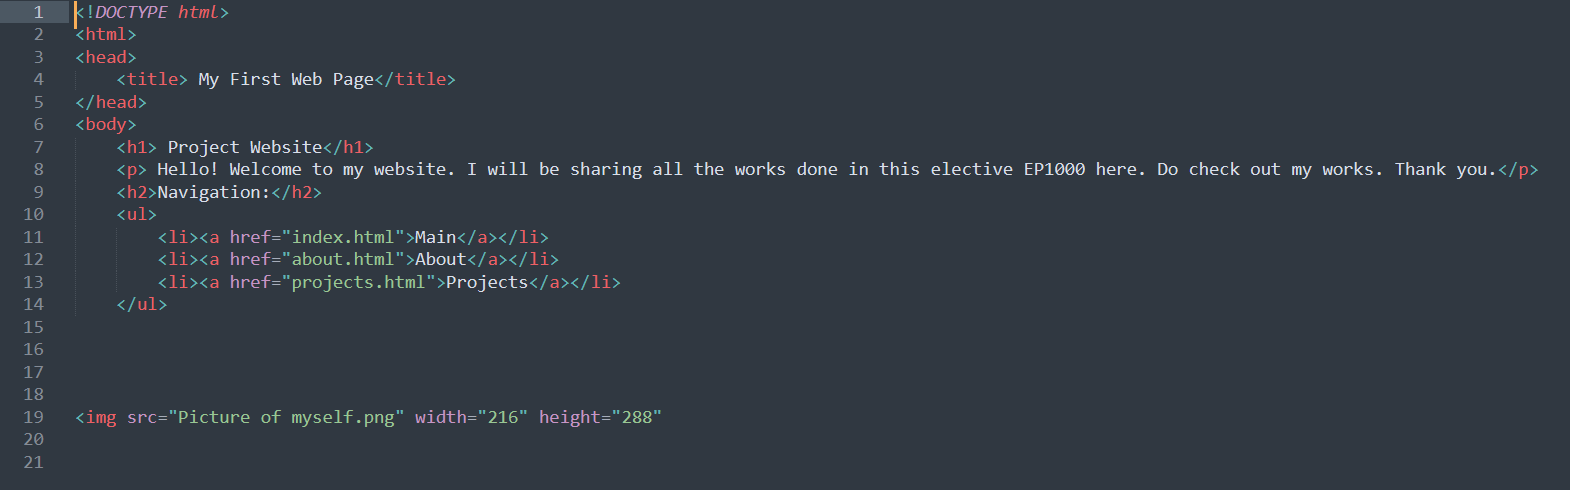 1 <!DOCTYPE html>
2 <html>
3 <head>
4 <title> My First Web Page</title>
5 </head>
6 <body>
7 <h1> Project Website</h1>
8 <p> Hello! Welcome to my website. I will be sharing all the works done in this elective EP1000 here. Do check out my works. Thank you.</p>
9 <h2>Navigation:</h2>
10 <ul>
11 <li><a href="index.html">Main</a></li>
12 <li><a href="about.html">About</a></li>
13 <li><a href="projects.html">Projects</a></li>
14 </ul>
15
16
17
18
19 <img src="Picture of myself.png" width="216" height="288"
20
21